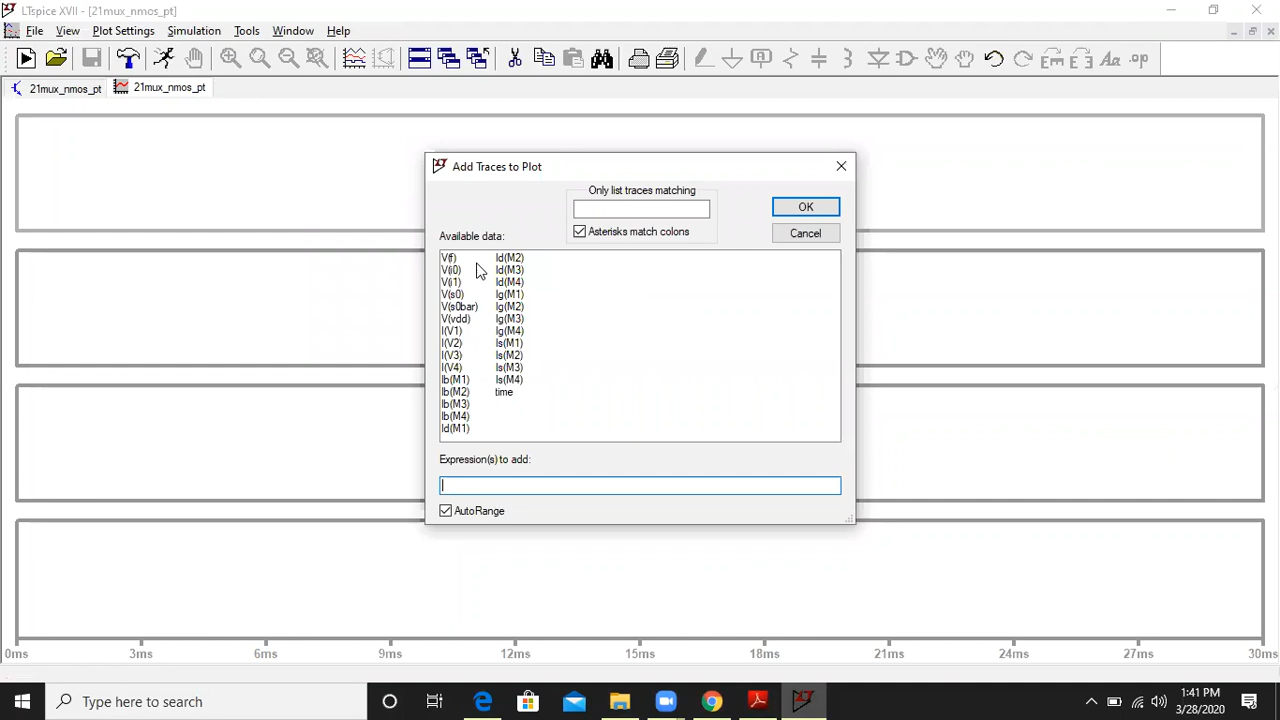 LTspice XVII - [21mux_nmos_pt]
File View Plot Settings Simulation Tools Window Help
Aa .op
21mux_nmos_pt 21mux_nmos_pt
Add Traces to Plot
Only list traces matching
OK
Asterisks match colons
Cancel
Available data:
V(f) Id(M2)
V(i0) Id(M3)
V(i1) Id(M4)
V(s0) Ig(M1)
V(s0bar) Ig(M2)
V(vdd) Ig(M3)
I(V1) Ig(M4)
I(V2) Is(M1)
I(V3) Is(M2)
I(V4) Is(M3)
Ib(M1) Is(M4)
Ib(M2) time
Ib(M3)
Ib(M4)
Id(M1)
Expression(s) to add:
AutoRange
0ms 3ms 6ms 9ms 12ms 15ms 18ms 21ms 24ms 27ms 30ms
Type here to search
1:41 PM
3/28/2020